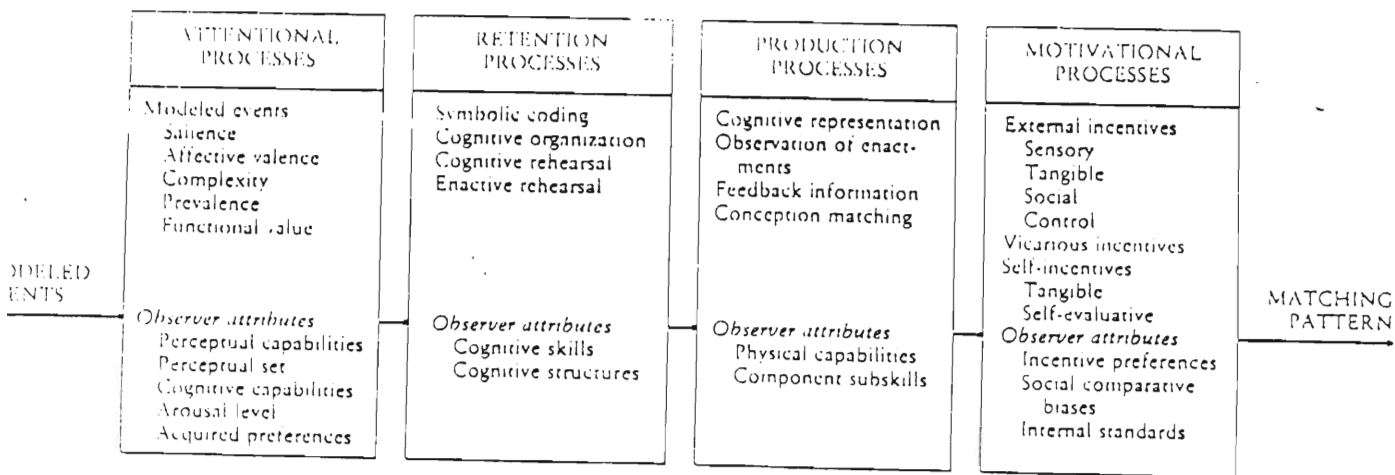 ATTENTIONAL
PROCESSES
Modeled events
Salience
Affective valence
Complexity
Prevalence
Functional value
ODELED
ENTS
Observer attributes
Perceptual capabilities
Perceptual set
Cognitive capabilities
Arousal level
Acquired preferences
RETENTION
PROCESSES
Symbolic coding
Cognitive organization
Cognitive rehearsal
Enactive rehearsal
Observer attributes
Cognitive skills
Cognitive structures
PRODUCTION
PROCESSES
Cognitive representation
Observation of enact-
ments
Feedback information
Conception matching
Observer attributes
Physical capabilities
Component subskills
MOTIVATIONAL
PROCESSES
External incentives
Sensory
Tangible
Social
Control
Vicarious incentives
Self-incentives
Tangible
Self-evaluative
Observer attributes
Incentive preferences
Social comparative
biases
Internal standards
MATCHING
PATTERN